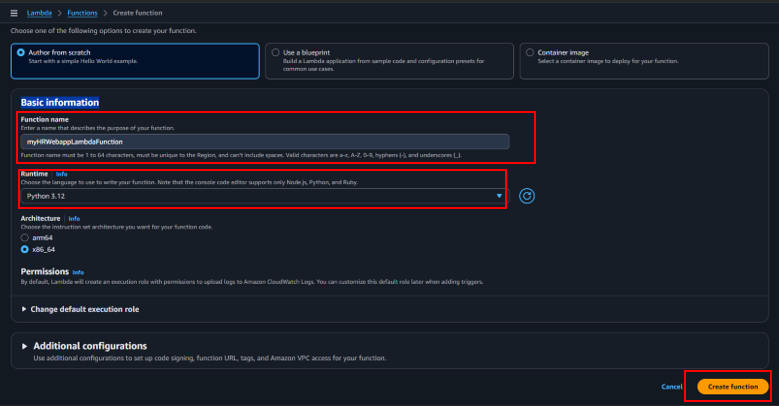 Lambda > Functions > Create function
Choose one of the following options to create your function.
Author from scratch
Start with a simple Hello World example.
Use a blueprint
Build a Lambda application from sample code and configuration presets for
common use cases.
Container image
Select a container image to deploy for your function.
Basic information
Function name
Enter a name that describes the purpose of your function.
myHRWebappLambdaFunction
Function name must be 1 to 64 characters, must be unique to the Region, and can't include spaces. Valid characters are a-z, A-Z, 0-9, hyphens (-), and underscores (_).
Runtime Info
Choose the language to use to write your function. Note that the console code editor supports only Node.js, Python, and Ruby.
Python 3.12
Architecture Info
Choose the instruction set architecture you want for your function code.
arm64
x86_64
Permissions Info
By default, Lambda will create an execution role with permissions to upload logs to Amazon CloudWatch Logs. You can customize this default role later when adding triggers.
Change default execution role
Additional configurations
Use additional configurations to set up code signing, function URL, tags, and Amazon VPC access for your function.
Cancel
Create function